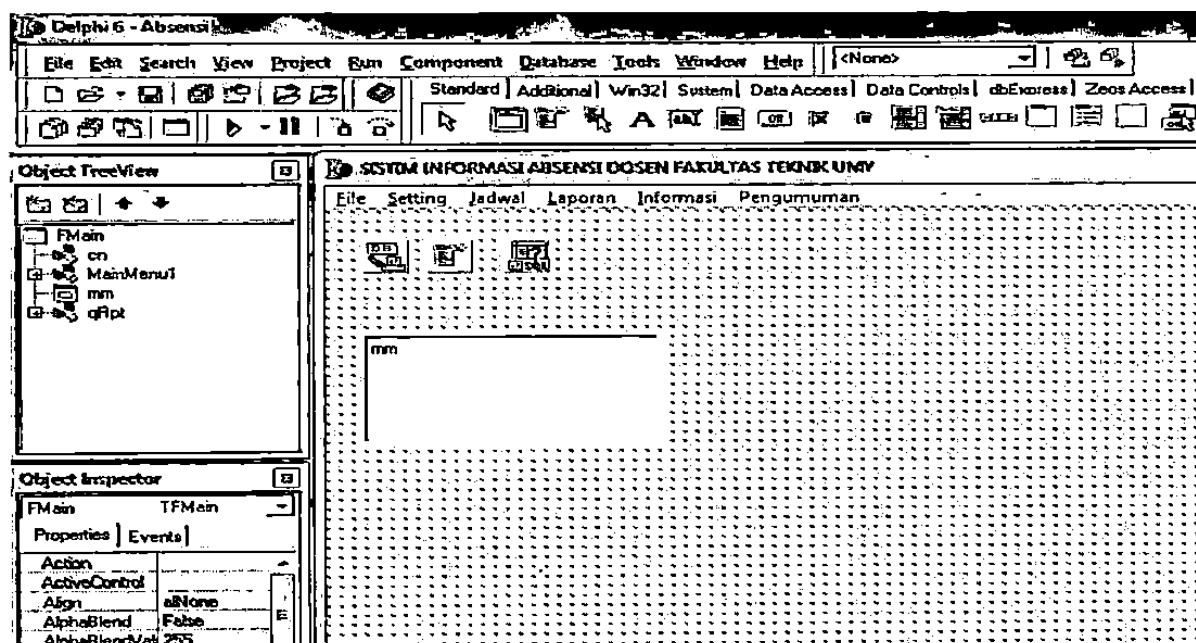 Delphi 6 - Absensi
File Edit Search View Project Run Component Database Tools Window Help <None>
Standard Additional Win32 System Data Access Data Controls dbExpress Zeos Access
Object TreeView
SISTIM INFORMASI ABSENSI DOSEN FAKULTAS TEKNIK UMY
File Setting Jadwal Laporan Informasi Pengumuman
FMain
cn
MainMenu1
mm
qRpt
mm
Object Inspector
FMain TFMain
Properties Events
Action
ActiveControl
Align alNone
AlphaBlend False
AlphaBlendVal 255